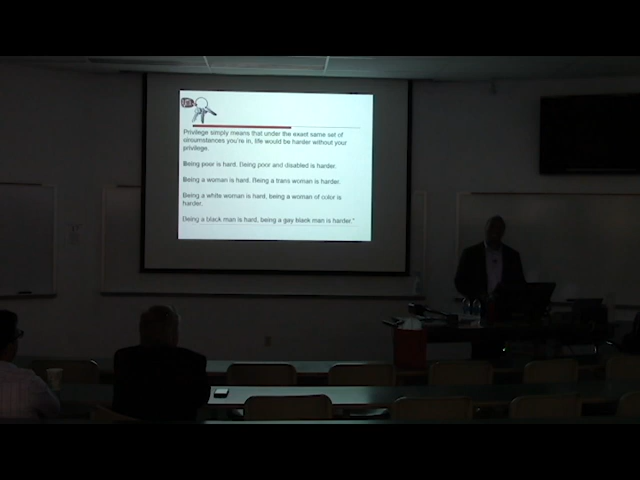 Privilege simply means that under the exact same set of
circumstances you're in, life would be harder without your
privilege.
Being poor is hard. Being poor and disabled is harder.
Being a woman is hard. Being a trans woman is harder.
Being a white woman is hard, being a woman of color is
harder.
Being a black man is hard, being a gay black man is harder."